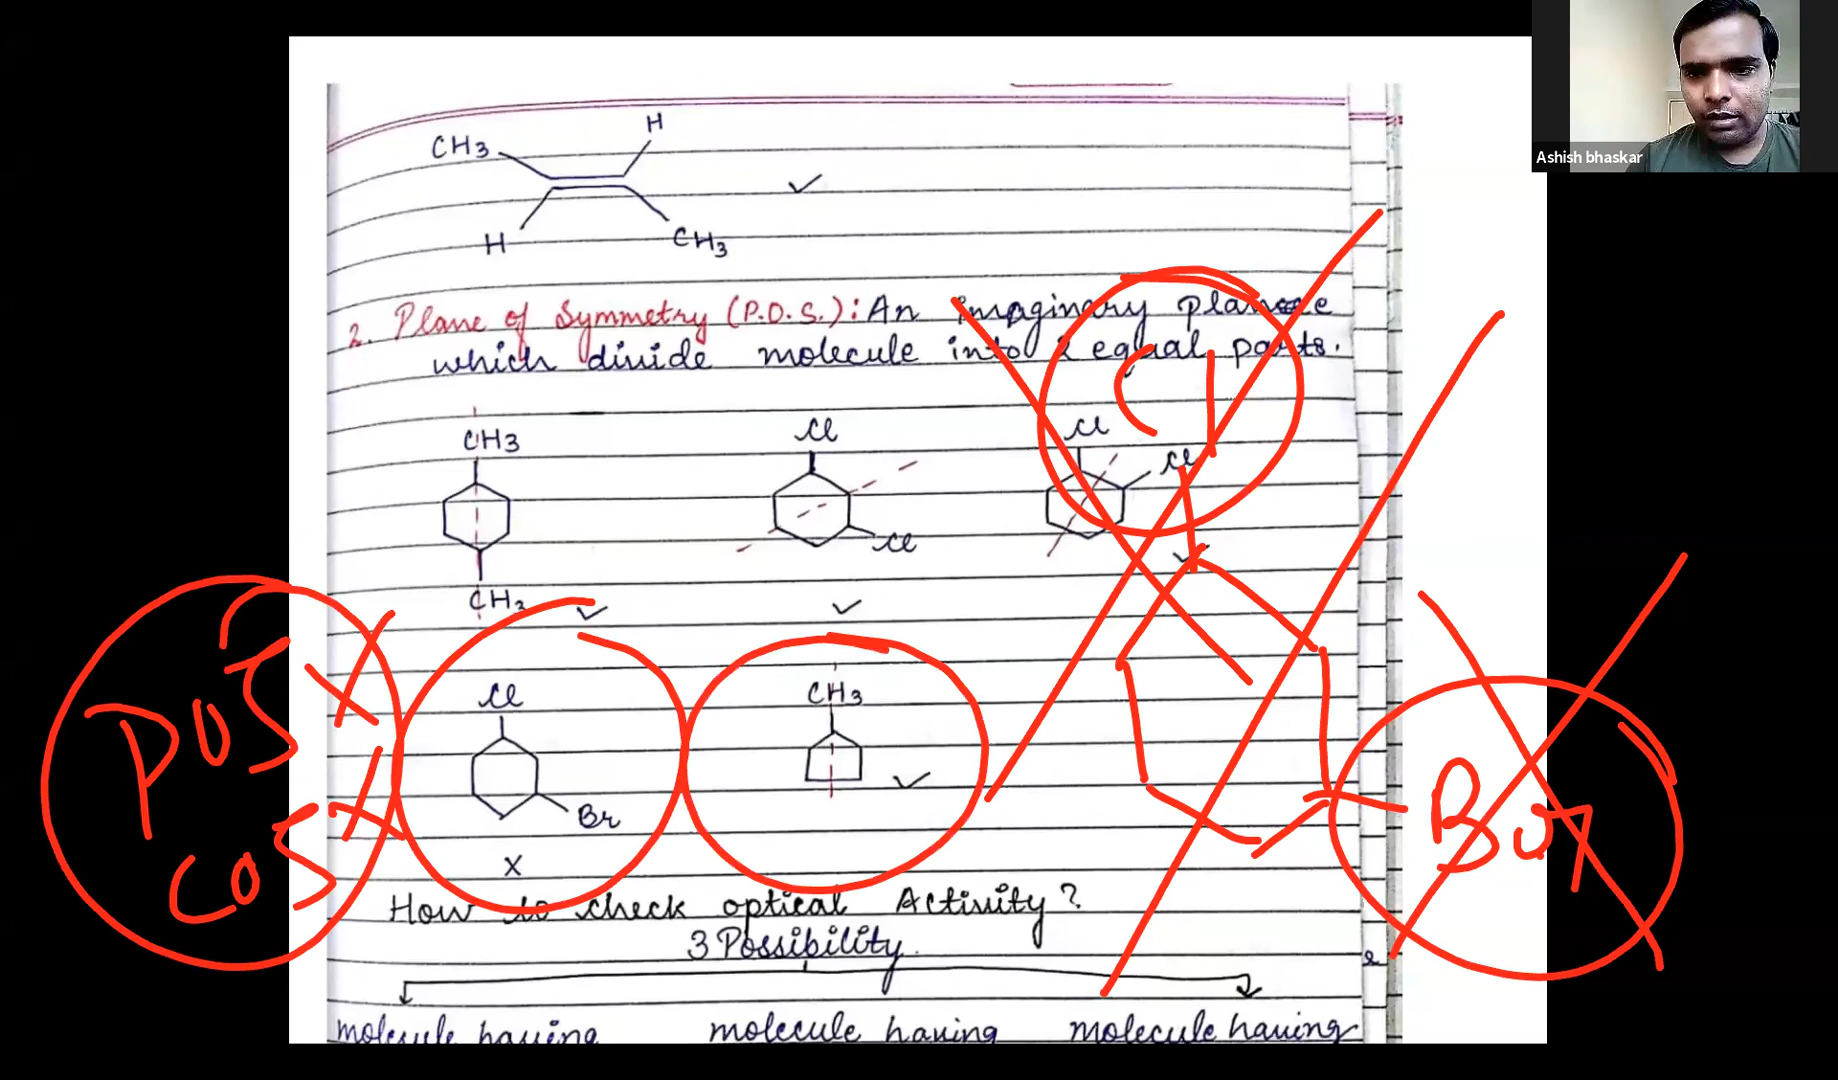 Ashish bhaskar
CH3
H
H
CH3
2. Plane of Symmetry (P.O.S.): An imaginary plane
which divide molecule into 2 equal parts.
CH3
Cl
Cl
Cl
Cl
CH3
POS X
COS X
Cl
Br
X
CH3
Cl
Br
How to check optical Activity?
3 Possibility
molecule having
molecule having
molecule having